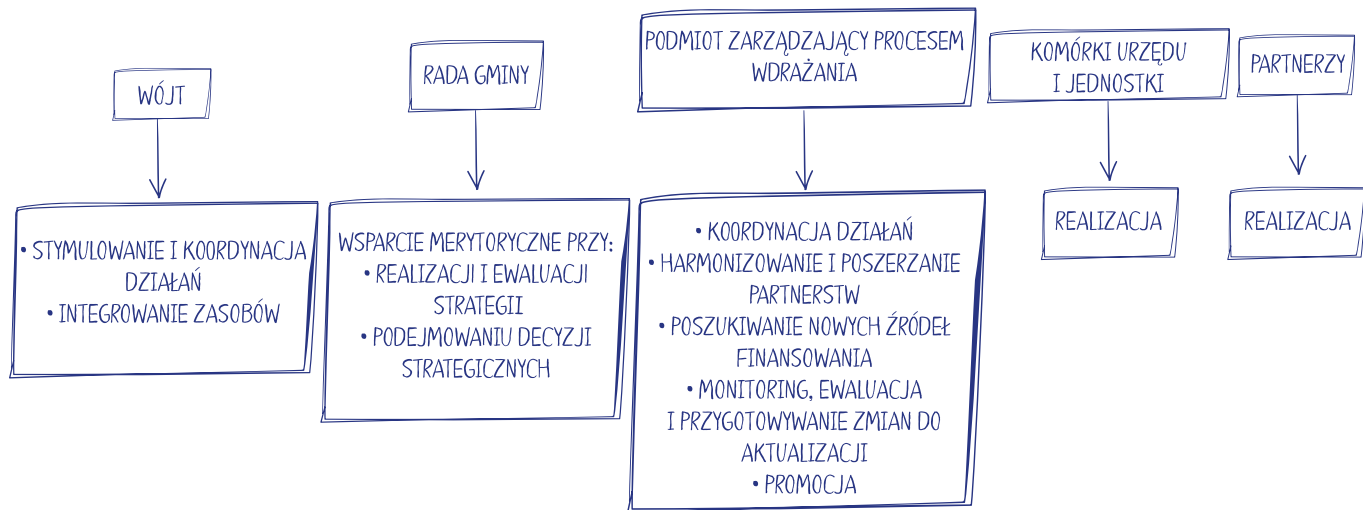 WÓJT
• STYMULOWANIE I KOORDYNACJA
DZIAŁAŃ
• INTEGROWANIE ZASOBÓW
RADA GMINY
WSPARCIE MERYTORYCZNE PRZY:
• REALIZACJI I EWALUACJI
STRATEGII
• PODEJMOWANIU DECYZJI
STRATEGICZNYCH
PODMIOT ZARZĄDZAJĄCY PROCESEM
WDRAŻANIA
• KOORDYNACJA DZIAŁAŃ
• HARMONIZOWANIE I POSZERZANIE
PARTNERSTW
• POSZUKIWANIE NOWYCH ŹRÓDEŁ
FINANSOWANIA
• MONITORING, EWALUACJA
I PRZYGOTOWYWANIE ZMIAN DO
AKTUALIZACJI
• PROMOCJA
KOMÓRKI URZĘDU
I JEDNOSTKI
REALIZACJA
PARTNERZY
REALIZACJA